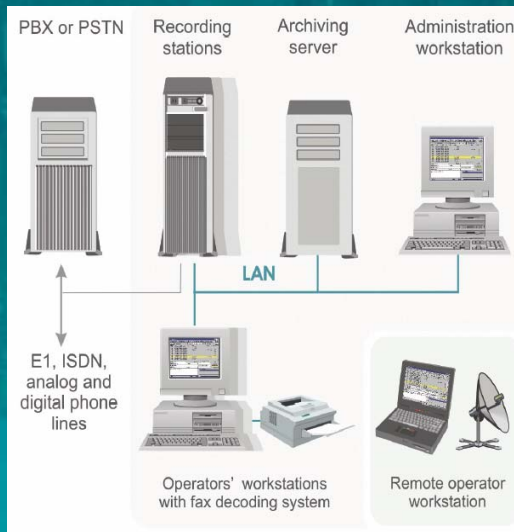 PBX or PSTN
Recording
stations
Archiving
server
Administration
workstation
LAN
E1, ISDN,
analog and
digital phone
lines
Operators' workstations
with fax decoding system
Remote operator
workstation